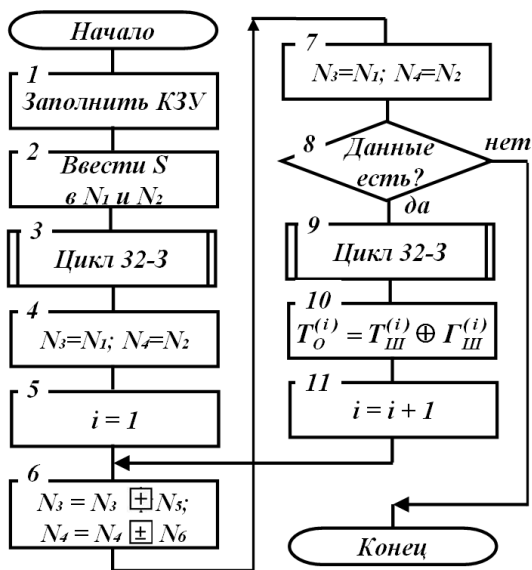 Начало
1
Заполнить КЗУ
2
Ввести S
в N₁ и N₂
3
Цикл 32-З
4
N₃=N₁; N₄=N₂
5
i = 1
6
N₃ = N₃ ⊞ N₅;
N₄ = N₄ ± N₆
7
N₃=N₁; N₄=N₂
8
Данные
есть?
нет
да
9
Цикл 32-З
10
T_O^(i) = T_Ш^(i) ⊕ Г_Ш^(i)
11
i = i + 1
Конец